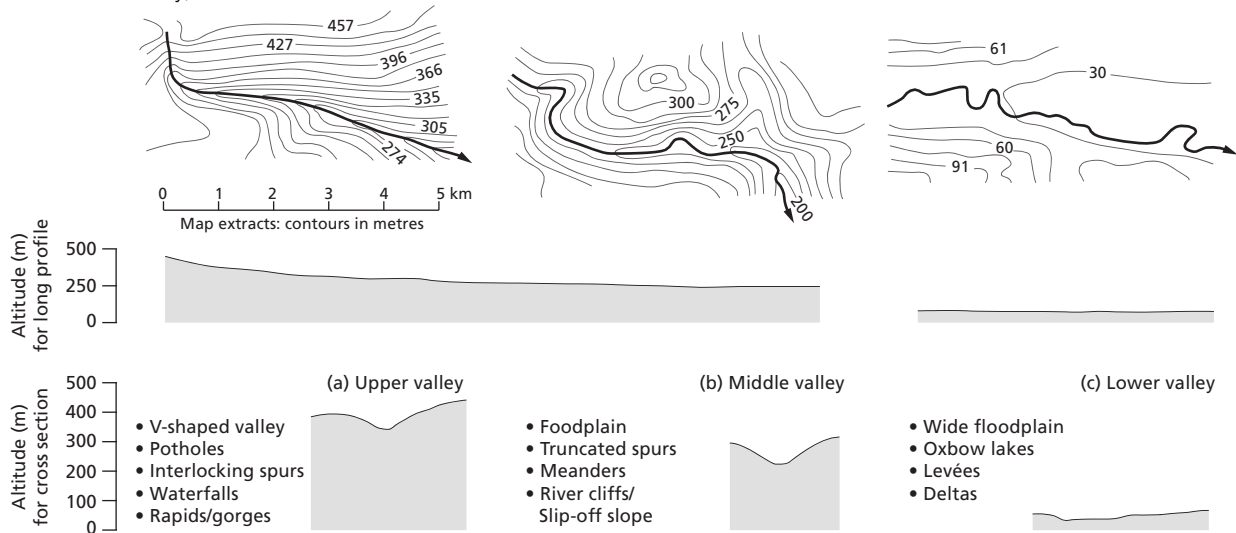 457
427
396
366
335
305
274
300
275
250
200
61
30
60
91
0 1 2 3 4 5 km
Map extracts: contours in metres
Altitude (m)
for long profile
500
250
0
Altitude (m)
for cross section
500
400
300
200
100
0
(a) Upper valley
• V-shaped valley
• Potholes
• Interlocking spurs
• Waterfalls
• Rapids/gorges
(b) Middle valley
• Foodplain
• Truncated spurs
• Meanders
• River cliffs/
Slip-off slope
(c) Lower valley
• Wide floodplain
• Oxbow lakes
• Levées
• Deltas